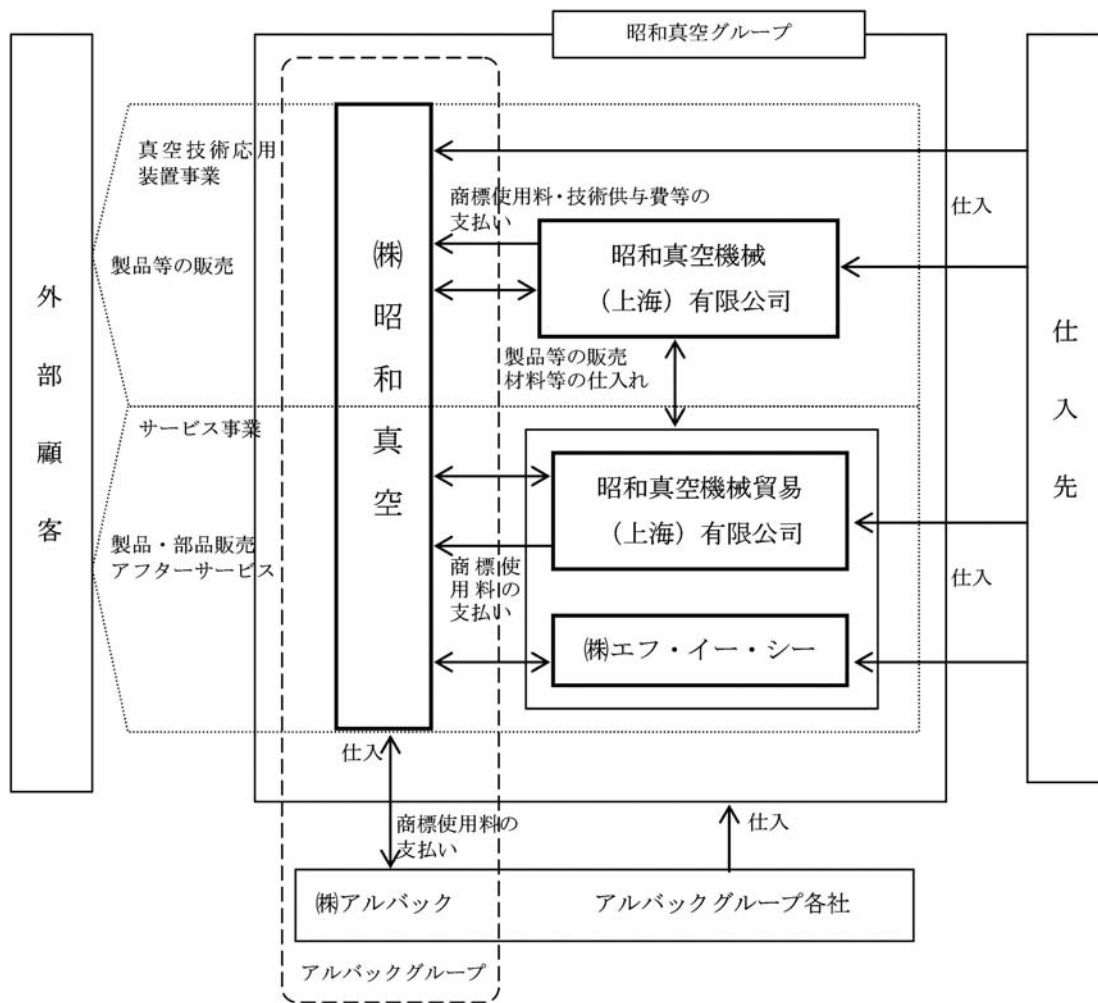 昭和真空グループ
外部顧客
真空技術応用
装置事業
製品等の販売
サービス事業
製品・部品販売
アフターサービス
㈱昭和真空
商標使用料・技術供与費等の
支払い
昭和真空機械
（上海）有限公司
製品等の販売
材料等の仕入れ
昭和真空機械貿易
（上海）有限公司
商標使
用料の
支払い
㈱エフ・イー・シー
仕入
仕入
仕入先
仕入
商標使用料の
支払い
仕入
㈱アルバック
アルバックグループ各社
アルバックグループ